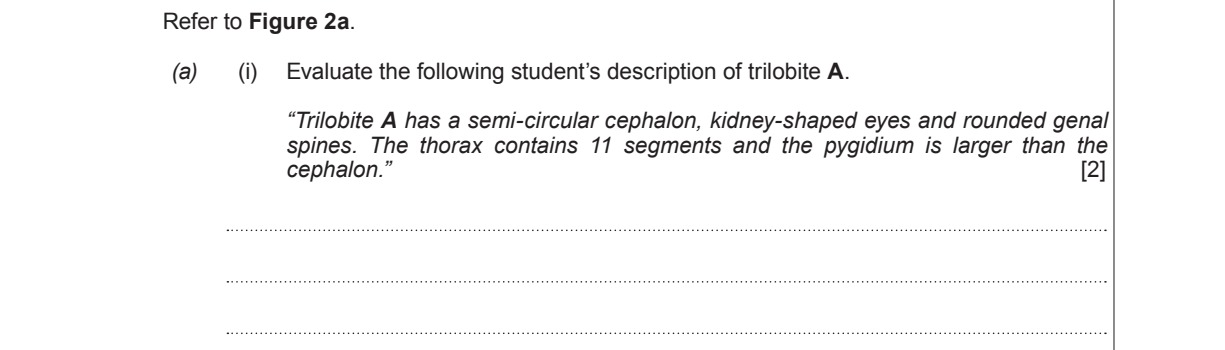 Refer to Figure 2a.
(a) (i) Evaluate the following student’s description of trilobite A.
“Trilobite A has a semi-circular cephalon, kidney-shaped eyes and rounded genal
spines. The thorax contains 11 segments and the pygidium is larger than the
cephalon.” [2]